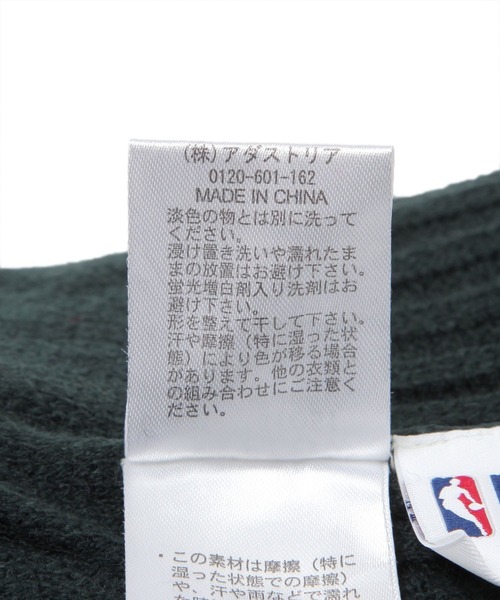 (株)アダストリア
0120-601-162
MADE IN CHINA
淡色の物とは別に洗って
ください。
浸け置き洗いや濡れたま
まの放置はお避け下さい。
蛍光増白剤入り洗剤はお
避け下さい。
形を整えて干して下さい。
汗や摩擦（特に湿った状
態）により色が移る場合
があります。他の衣類と
の組み合わせにご注意く
ださい。
*この素材は摩擦（特に
湿った状態での摩擦）
や、汗や雨などで濡れ